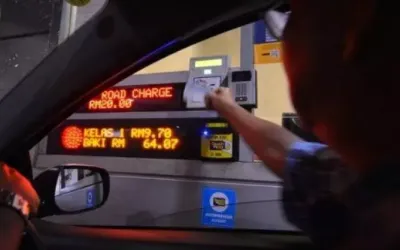 ROAD CHARGE
RM20.00
KELAS 1 RM9.70
BAKI RM 64.07